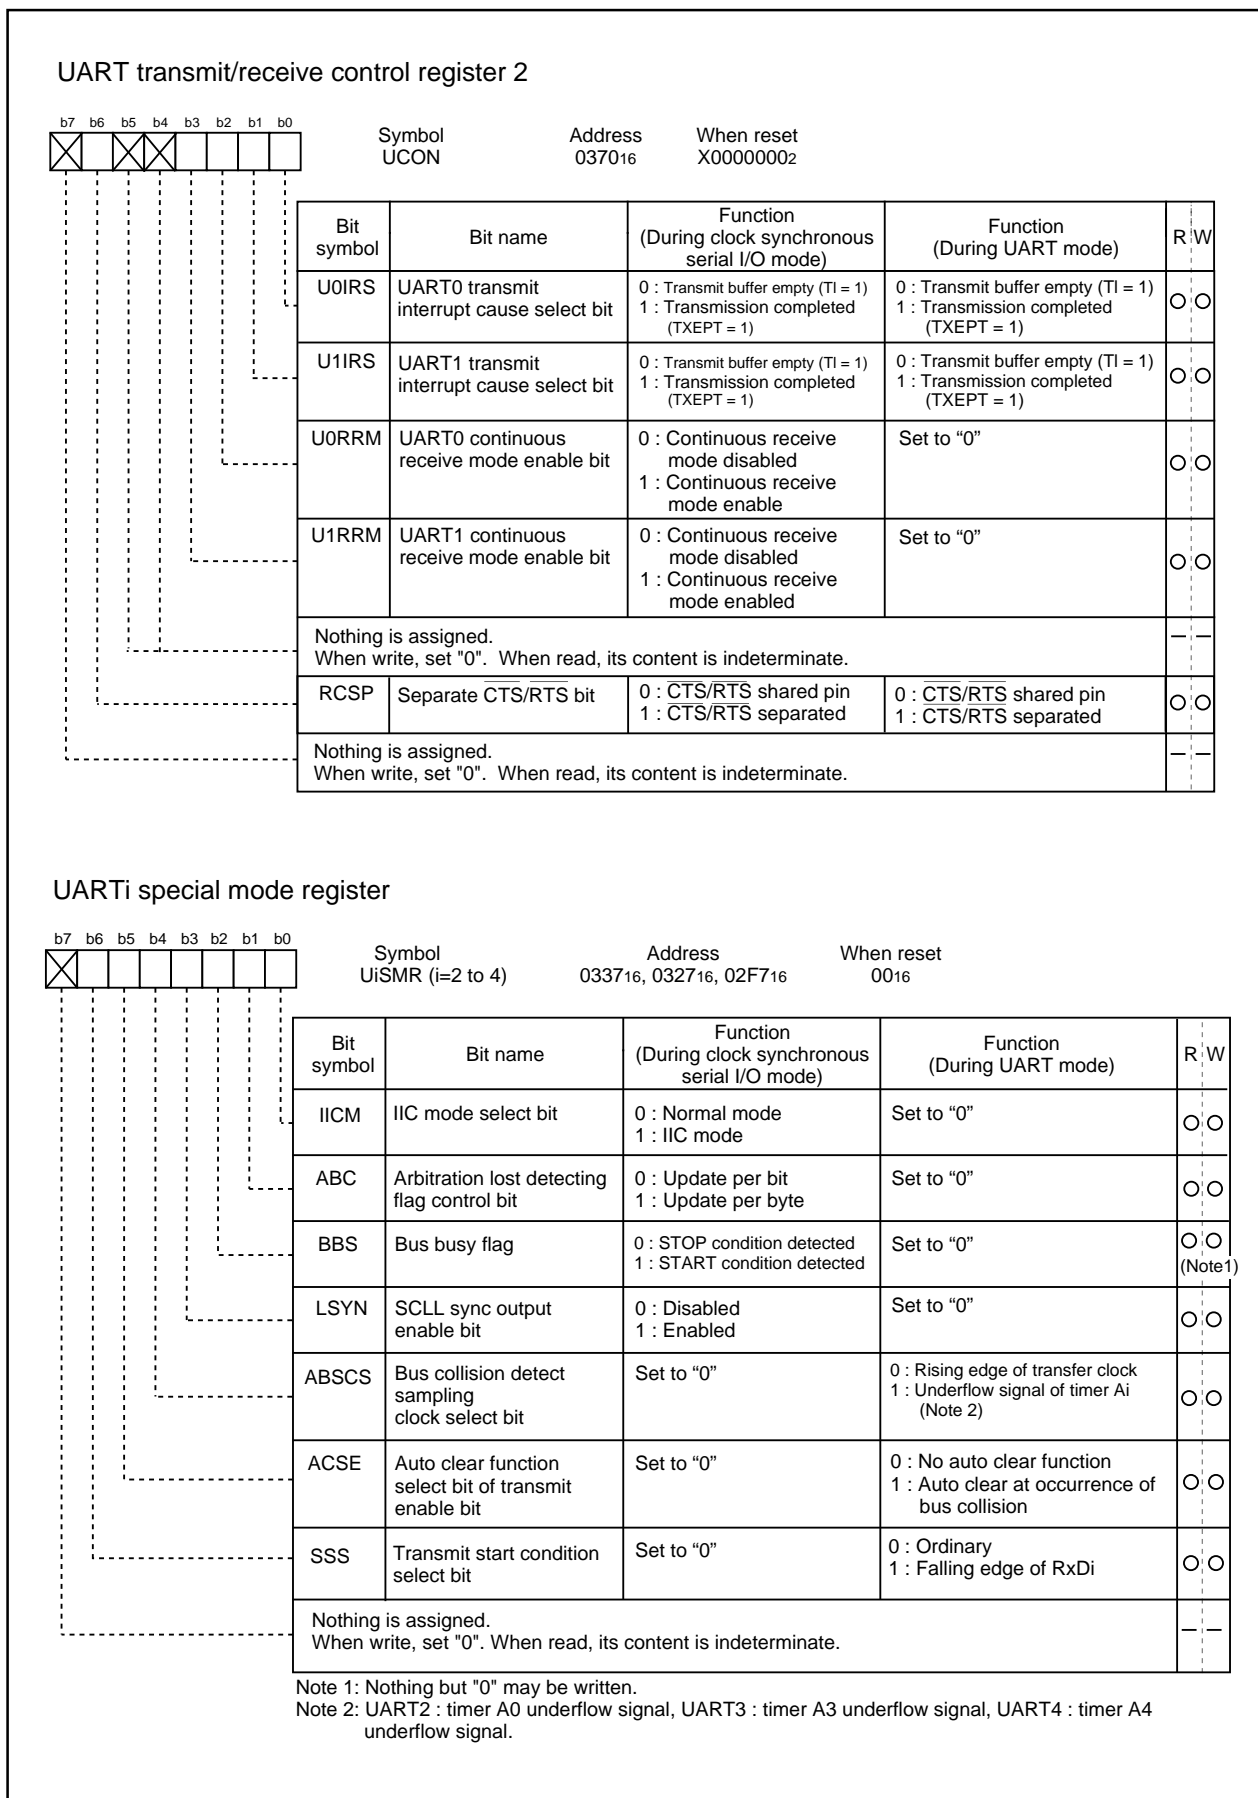 UART transmit/receive control register 2
b7 b6 b5 b4 b3 b2 b1 b0
Symbol Address When reset
UCON 037016 X00000002
Bit symbol Bit name Function (During clock synchronous serial I/O mode) Function (During UART mode) R W
U0IRS UART0 transmit interrupt cause select bit
0 : Transmit buffer empty (TI = 1)
1 : Transmission completed
(TXEPT = 1)
0 : Transmit buffer empty (TI = 1)
1 : Transmission completed
(TXEPT = 1)
U1IRS UART1 transmit interrupt cause select bit
0 : Transmit buffer empty (TI = 1)
1 : Transmission completed
(TXEPT = 1)
0 : Transmit buffer empty (TI = 1)
1 : Transmission completed
(TXEPT = 1)
U0RRM UART0 continuous receive mode enable bit
0 : Continuous receive
mode disabled
1 : Continuous receive
mode enable
Set to “0”
U1RRM UART1 continuous receive mode enable bit
0 : Continuous receive
mode disabled
1 : Continuous receive
mode enabled
Set to “0”
Nothing is assigned.
When write, set "0". When read, its content is indeterminate.
RCSP Separate CTS/RTS bit
0 : CTS/RTS shared pin
1 : CTS/RTS separated
0 : CTS/RTS shared pin
1 : CTS/RTS separated
Nothing is assigned.
When write, set "0". When read, its content is indeterminate.
UARTi special mode register
b7 b6 b5 b4 b3 b2 b1 b0
Symbol Address When reset
UiSMR (i=2 to 4) 033716, 032716, 02F716 0016
Bit symbol Bit name Function (During clock synchronous serial I/O mode) Function (During UART mode) R W
IICM IIC mode select bit
0 : Normal mode
1 : IIC mode
Set to “0”
ABC Arbitration lost detecting flag control bit
0 : Update per bit
1 : Update per byte
Set to “0”
BBS Bus busy flag
0 : STOP condition detected
1 : START condition detected
Set to “0”
(Note1)
LSYN SCLL sync output enable bit
0 : Disabled
1 : Enabled
Set to “0”
ABSCS Bus collision detect sampling clock select bit
Set to “0”
0 : Rising edge of transfer clock
1 : Underflow signal of timer Ai
(Note 2)
ACSE Auto clear function select bit of transmit enable bit
Set to “0”
0 : No auto clear function
1 : Auto clear at occurrence of
bus collision
SSS Transmit start condition select bit
Set to “0”
0 : Ordinary
1 : Falling edge of RxDi
Nothing is assigned.
When write, set "0". When read, its content is indeterminate.
Note 1: Nothing but "0" may be written.
Note 2: UART2 : timer A0 underflow signal, UART3 : timer A3 underflow signal, UART4 : timer A4
underflow signal.